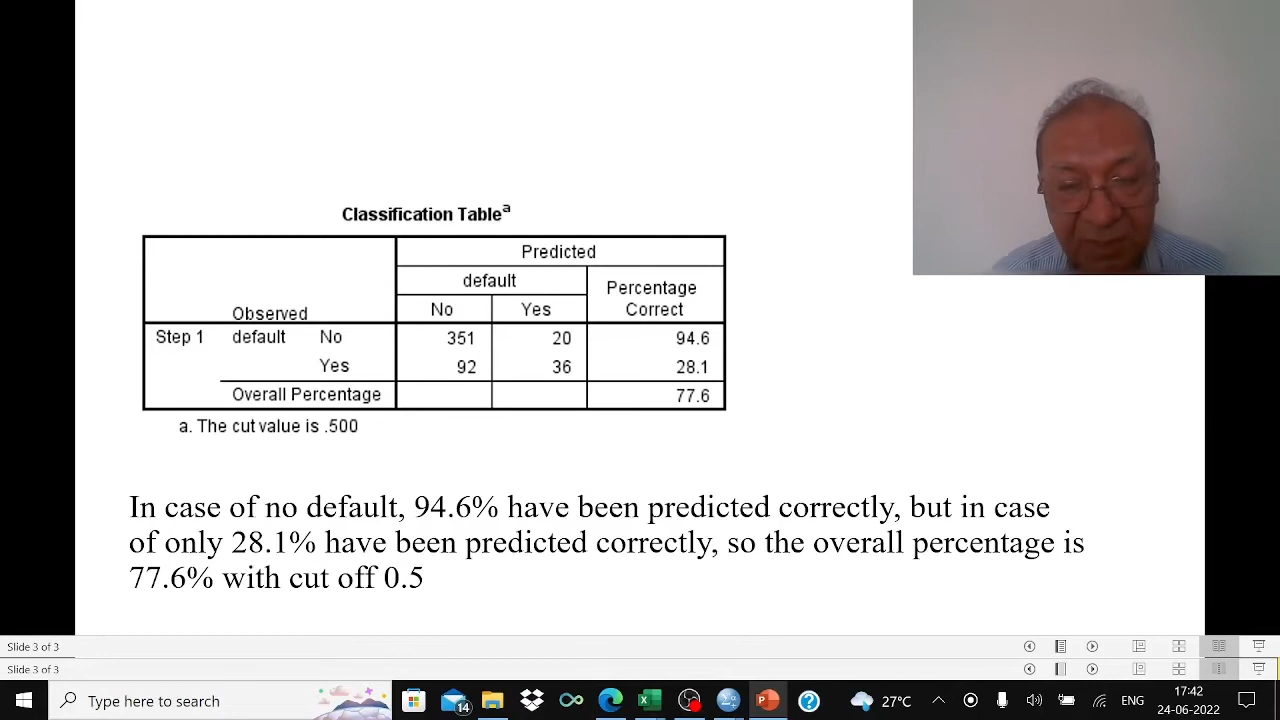 Classification Tableᵃ
Predicted
default
Percentage Correct
Observed
No
Yes
Step 1 default No 351 20 94.6
Yes 92 36 28.1
Overall Percentage 77.6
a. The cut value is .500
In case of no default, 94.6% have been predicted correctly, but in case
of only 28.1% have been predicted correctly, so the overall percentage is
77.6% with cut off 0.5
Slide 3 of 3
Slide 3 of 3
Type here to search
14
27°C
ENG
17:42
24-06-2022